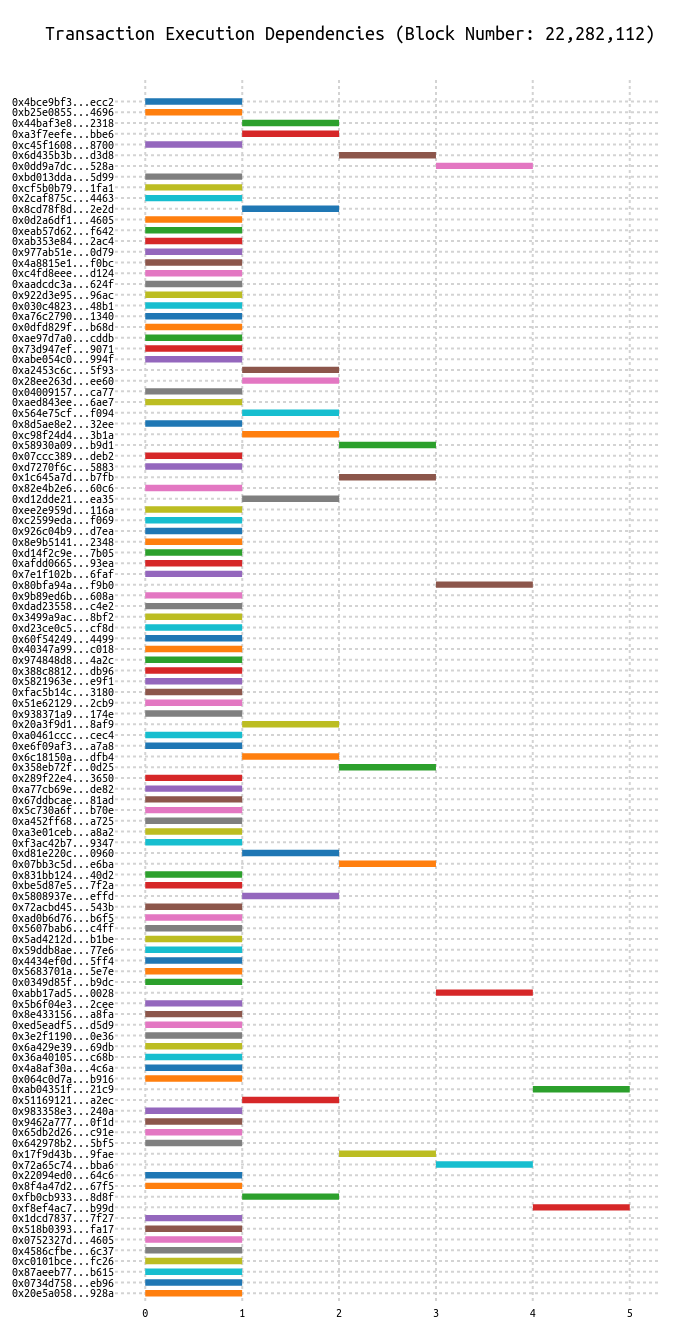 Transaction Execution Dependencies (Block Number: 22,282,112)
0x4bce9bf3...ecc2
0xb25e0855...4696
0x44baf3e8...2318
0xa3f7eefe...bbe6
0xc45f1608...8700
0x6d435b3b...d3d8
0x0dd9a7dc...528a
0xbd013dda...5d99
0xcf5b0b79...1fa1
0x2caf875c...4463
0x8cd78f8d...2e2d
0x0d2a6df1...4605
0xeab57d62...f642
0xab353e84...2ac4
0x977ab51e...0d79
0x4a8815e1...f0bc
0xc4fd8eee...d124
0xaadcdc3a...624f
0x922d3e95...96ac
0x030c4823...48b1
0xa76c2790...1340
0x0dfd829f...b68d
0xae97d7a0...cddb
0x73d947ef...9071
0xabe054c0...994f
0xa2453c6c...5f93
0x28ee263d...ee60
0x04009157...ca77
0xaed843ee...6ae7
0x564e75cf...f094
0x8d5ae8e2...32ee
0xc98f24d4...3b1a
0x58930a09...b9d1
0x07ccc389...deb2
0xd7270f6c...5883
0x1c645a7d...b7fb
0x82e4b2e6...60c6
0xd12dde21...ea35
0xee2e959d...116a
0xc2599eda...f069
0x926c04b9...d7ea
0x8e9b5141...2348
0xd14f2c9e...7b05
0xafdd0665...93ea
0x7e1f102b...6faf
0x80bfa94a...f9b0
0x9b89ed6b...608a
0xdad23558...c4e2
0x3499a9ac...8bf2
0xd23ce0c5...cf8d
0x60f54249...4499
0x40347a99...c018
0x974848d8...4a2c
0x388c8812...db96
0x5821963e...e9f1
0xfac5b14c...3180
0x51e62129...2cb9
0x938371a9...174e
0x20a3f9d1...8af9
0xa0461ccc...cec4
0xe6f09af3...a7a8
0x6c18150a...dfb4
0x358eb72f...0d25
0x289f22e4...3650
0xa77cb69e...de82
0x67ddbcae...81ad
0x5c730a6f...b70e
0xa452ff68...a725
0xa3e01ceb...a8a2
0xf3ac42b7...9347
0xd81e220c...0960
0x07bb3c5d...e6ba
0x831bb124...40d2
0xbe5d87e5...7f2a
0x5808937e...effd
0x72acbd45...543b
0xad0b6d76...b6f5
0x5607bab6...c4ff
0x5ad4212d...b1be
0x59ddb8ae...77e6
0x4434ef0d...5ff4
0x5683701a...5e7e
0x0349d85f...b9dc
0xabb17ad5...0028
0x5b6f04e3...2cee
0x8e433156...a8fa
0xed5eadf5...d5d9
0x3e2f1190...0e36
0x6a429e39...69db
0x36a40105...c68b
0x4a8af30a...4c6a
0x064c0d7a...b916
0xab04351f...21c9
0x51169121...a2ec
0x983358e3...240a
0x9462a777...0f1d
0x65db2d26...c91e
0x642978b2...5bf5
0x17f9d43b...9fae
0x72a65c74...bba6
0x22094ed0...64c6
0x8f4a47d2...67f5
0xfb0cb933...8d8f
0xf8ef4ac7...b99d
0x1dcd7837...7f27
0x518b0393...fa17
0x0752327d...4605
0x4586cfbe...6c37
0xc0101bce...fc26
0x87aeeb77...b615
0x0734d758...eb96
0x20e5a058...928a
0 1 2 3 4 5